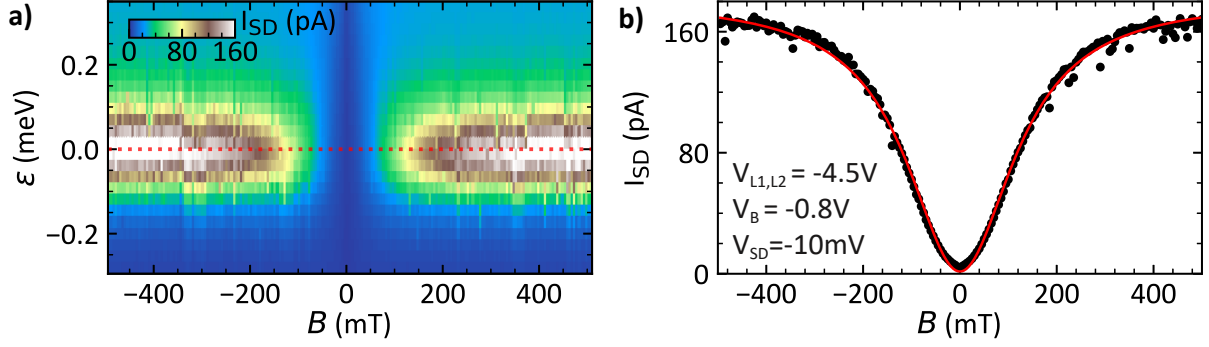 a)
I_SD (pA)
0 80 160
0.2
0.0
−0.2
ε (meV)
−400 −200 0 200 400
B (mT)
b)
160
80
0
I_SD (pA)
V_L1,L2 = -4.5V
V_B = -0.8V
V_SD=-10mV
−400 −200 0 200 400
B (mT)